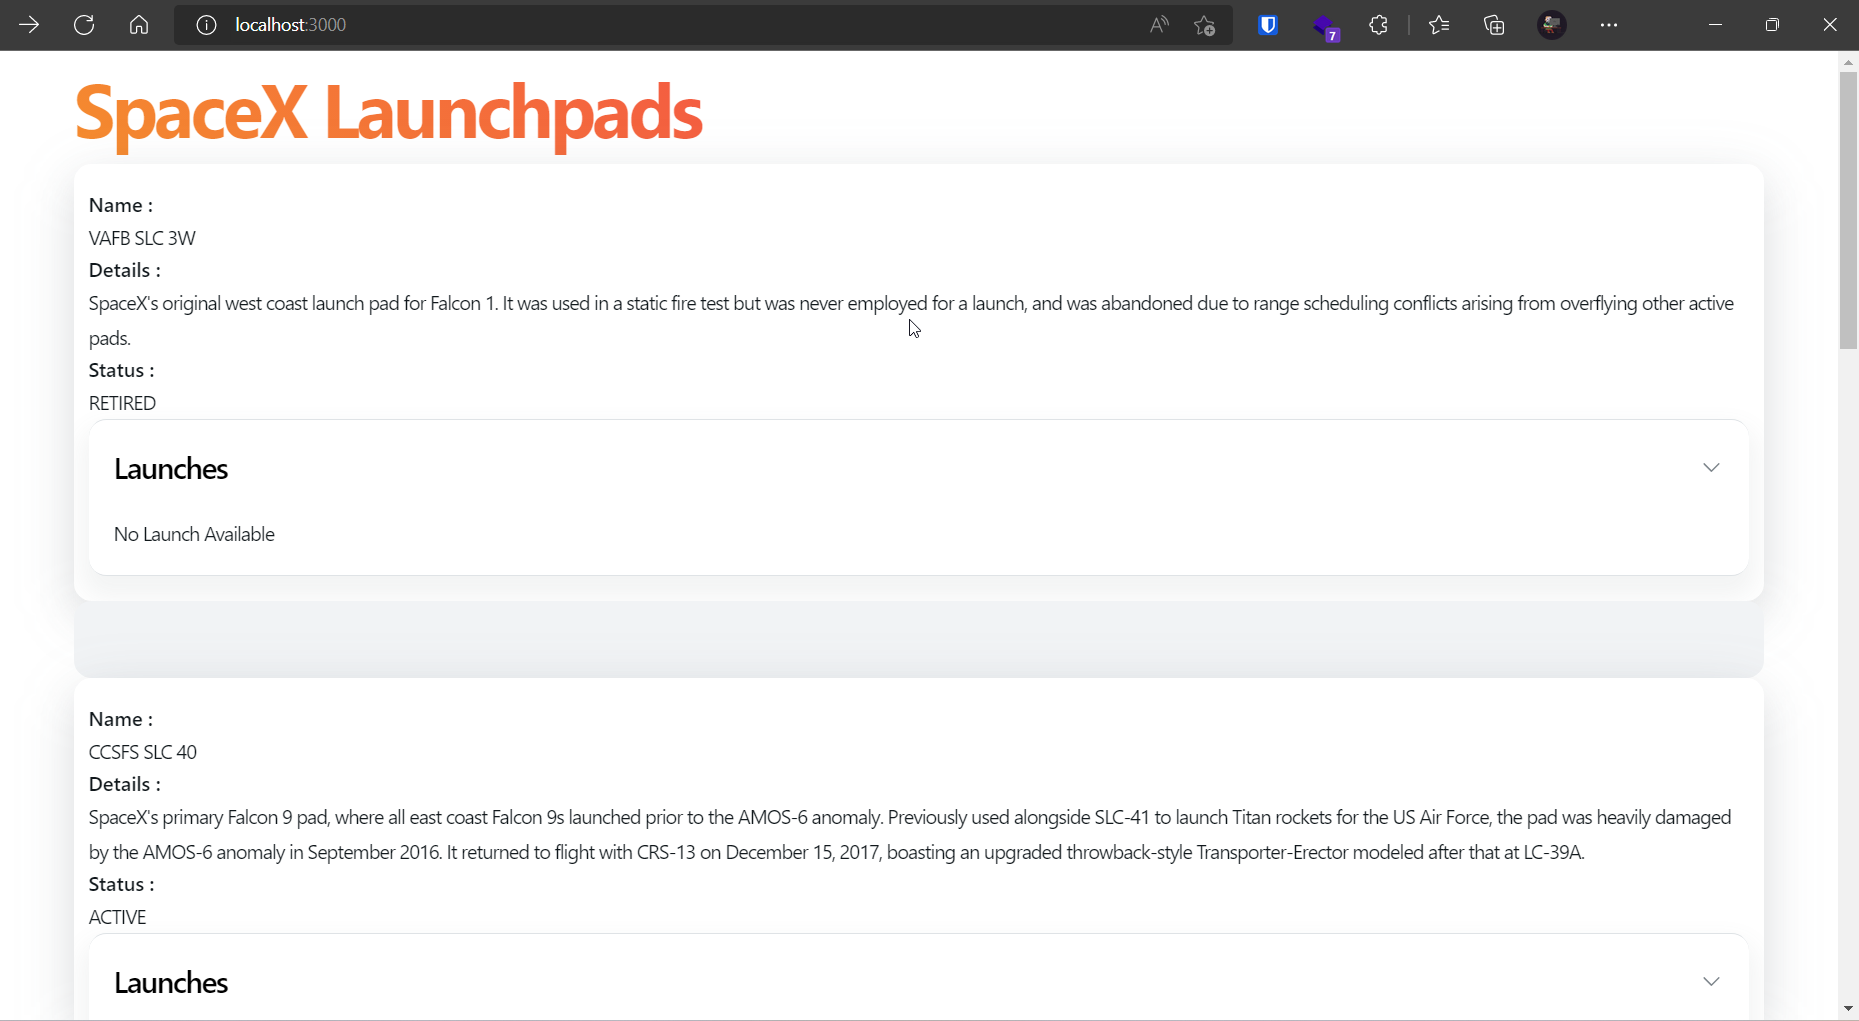 localhost:3000
7
SpaceX Launchpads
Name :
VAFB SLC 3W
Details :
SpaceX's original west coast launch pad for Falcon 1. It was used in a static fire test but was never employed for a launch, and was abandoned due to range scheduling conflicts arising from overflying other active
pads.
Status :
RETIRED
Launches
No Launch Available
Name :
CCSFS SLC 40
Details :
SpaceX's primary Falcon 9 pad, where all east coast Falcon 9s launched prior to the AMOS-6 anomaly. Previously used alongside SLC-41 to launch Titan rockets for the US Air Force, the pad was heavily damaged
by the AMOS-6 anomaly in September 2016. It returned to flight with CRS-13 on December 15, 2017, boasting an upgraded throwback-style Transporter-Erector modeled after that at LC-39A.
Status :
ACTIVE
Launches